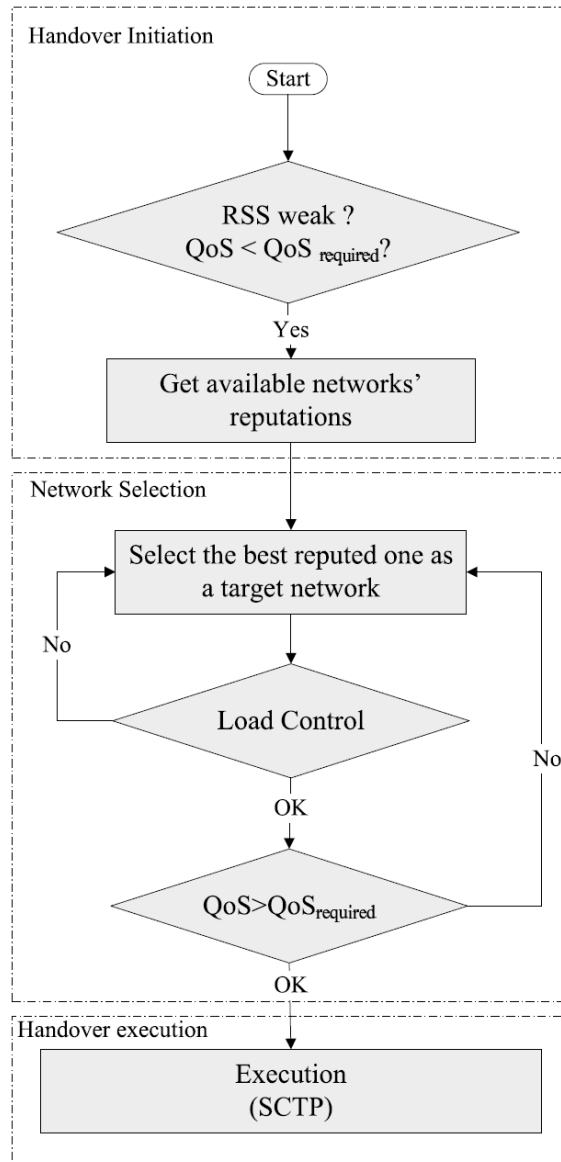 Handover Initiation
Start
RSS weak ?
QoS < QoS required?
Yes
Get available networks’
reputations
Network Selection
Select the best reputed one as
a target network
No
Load Control
No
OK
QoS>QoSrequired
OK
Handover execution
Execution
(SCTP)